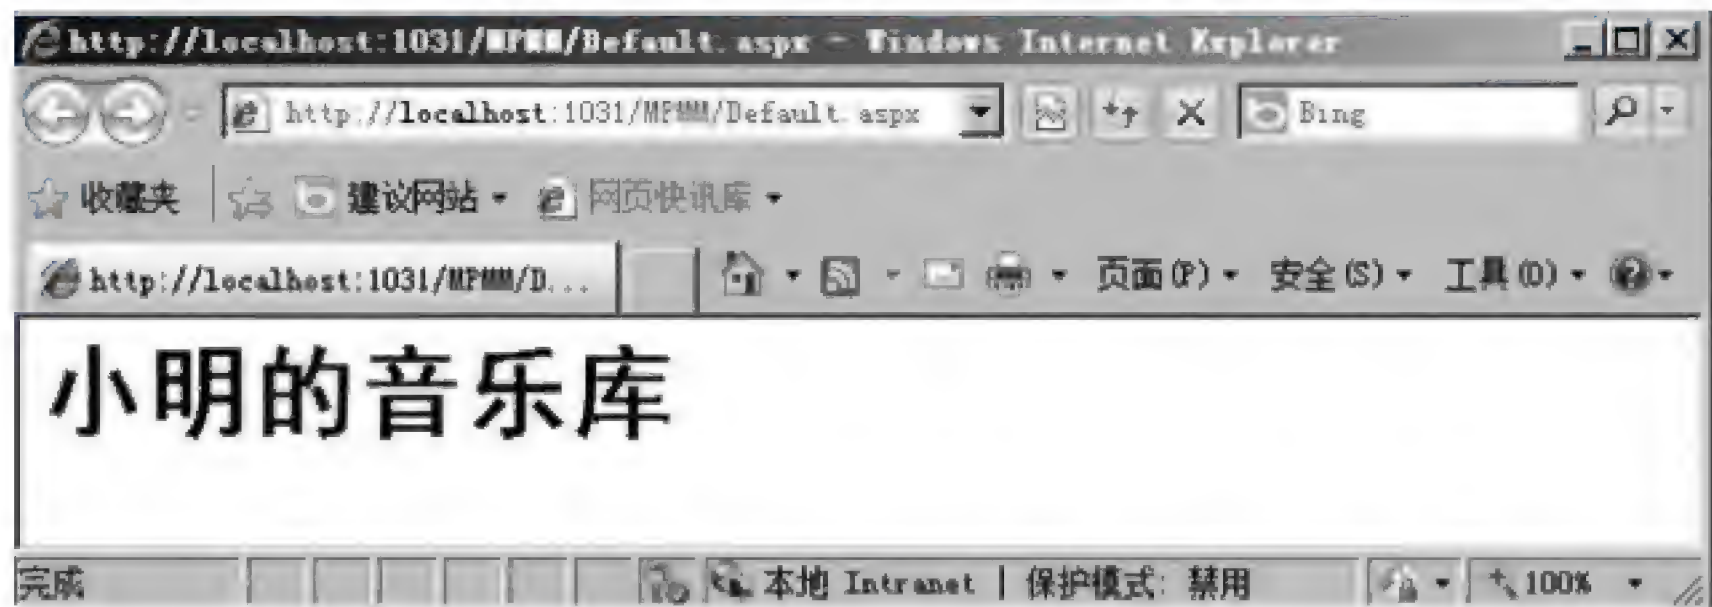 http://localhost:1031/MPMM/Default.aspx - Windows Internet Explorer
http://localhost:1031/MPMM/Default.aspx Bing
收藏夹 建议网站 网页快讯库
http://localhost:1031/MPMM/D... 页面(P) 安全(S) 工具(O)
小明的音乐库
完成 本地 Intranet | 保护模式: 禁用 100%